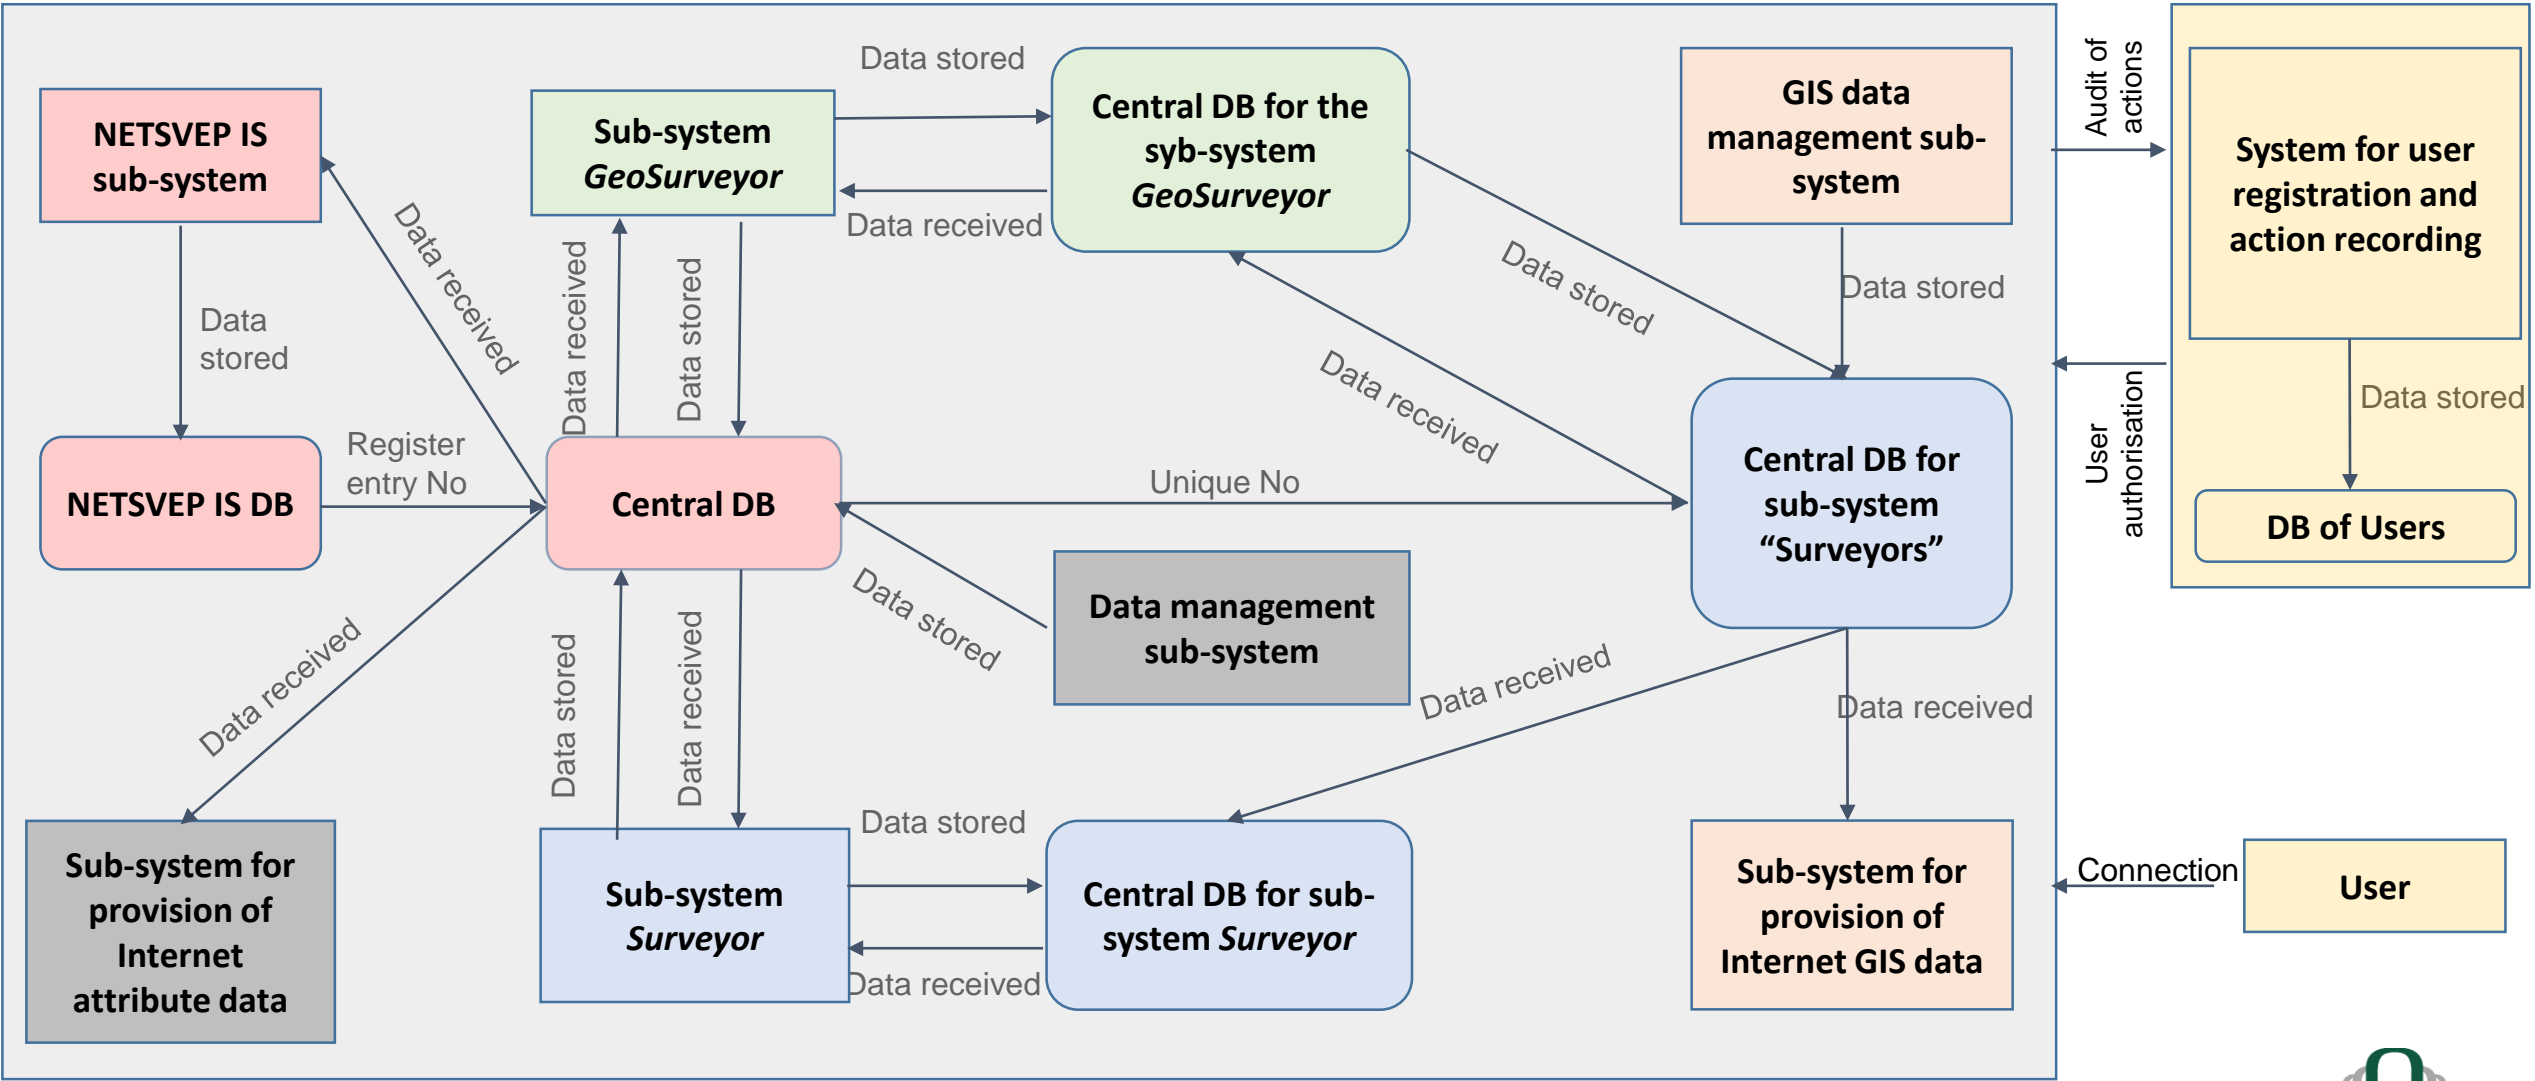 Data stored
Audit of
actions
NETSVEP IS
sub-system
Sub-system
GeoSurveyor
Central DB for the
syb-system
GeoSurveyor
GIS data
management sub-
system
System for user
registration and
action recording
Data received
Data received
Data received
Data stored
Data stored
Data stored
Data
stored
Data received
Data stored
User
authorisation
Register
entry No
NETSVEP IS DB
Central DB
Unique No
Central DB for
sub-system
“Surveyors”
DB of Users
Data stored
Data management
sub-system
Data received
Data stored
Data received
Data received
Data received
Data stored
Sub-system for
provision of
Internet
attribute data
Sub-system
Surveyor
Central DB for sub-
system Surveyor
Data received
Sub-system for
provision of
Internet GIS data
Connection
User